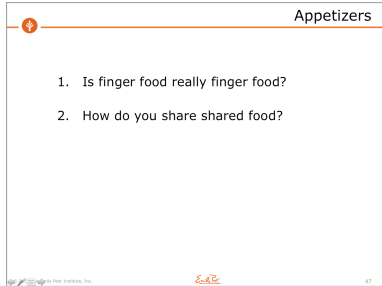 Appetizers
1. Is finger food really finger food?
2. How do you share shared food?
Post Institute, Inc.
47